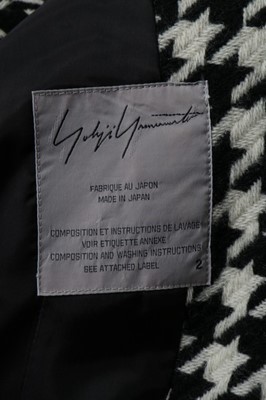 Yohji Yamamoto
FABRIQUE AU JAPON
MADE IN JAPAN
COMPOSITION ET INSTRUCTIONS DE LAVAGE
VOIR ETIQUETTE ANNEXE
COMPOSITION AND WASHING INSTRUCTIONS
SEE ATTACHED LABEL 2